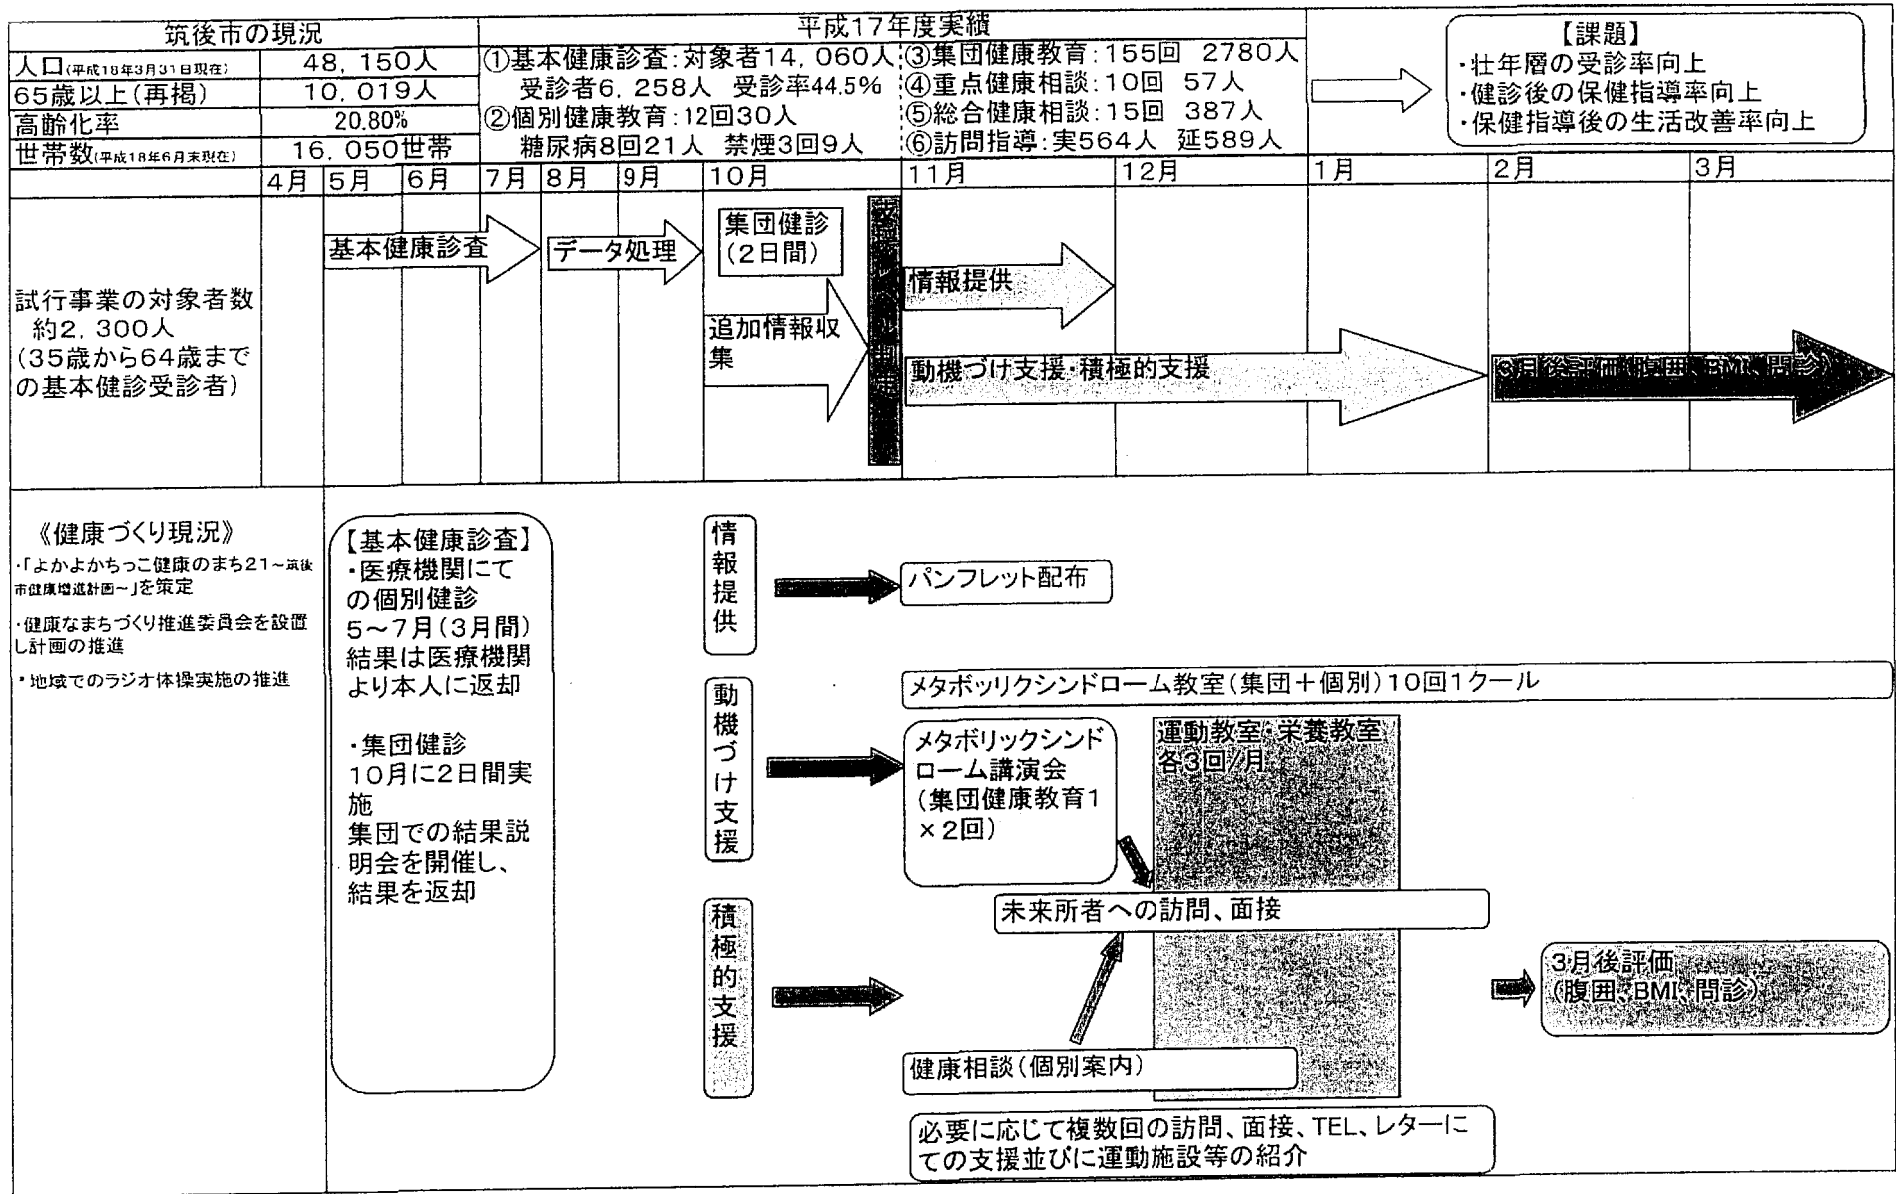 筑後市の現況
人口(平成18年3月31日現在) 48,150人
65歳以上(再掲) 10,019人
高齢化率 20.80%
世帯数(平成18年6月末現在) 16,050世帯
平成17年度実績
①基本健康診査:対象者14,060人
受診者6,258人 受診率44.5%
②個別健康教育:12回30人
糖尿病8回21人 禁煙3回9人
③集団健康教育:155回 2780人
④重点健康相談:10回 57人
⑤総合健康相談:15回 387人
⑥訪問指導:実564人 延589人
【課題】
・壮年層の受診率向上
・健診後の保健指導率向上
・保健指導後の生活改善率向上
4月 5月 6月 7月 8月 9月 10月 11月 12月 1月 2月 3月
試行事業の対象者数
約2,300人
(35歳から64歳まで
の基本健診受診者)
基本健康診査
データ処理
集団健診
(2日間)
追加情報収
集
情報提供
動機づけ支援・積極的支援
3月後評価(腹囲、BMI、問診)
《健康づくり現況》
・「よかよかちっこ健康のまち21～筑後
市健康増進計画～」を策定
・健康なまちづくり推進委員会を設置
し計画の推進
・地域でのラジオ体操実施の推進
【基本健康診査】
・医療機関にて
の個別健診
5～7月(3月間)
結果は医療機関
より本人に返却
・集団健診
10月に2日間実
施
集団での結果説
明会を開催し、
結果を返却
情報提供
パンフレット配布
動機づけ支援
メタボッリクシンドローム教室(集団+個別)10回1クール
メタボリックシンド
ローム講演会
(集団健康教育1
×2回)
運動教室・栄養教室
各3回/月
未来所者への訪問、面接
積極的支援
健康相談(個別案内)
3月後評価
(腹囲、BMI、問診)
必要に応じて複数回の訪問、面接、TEL、レターに
ての支援並びに運動施設等の紹介